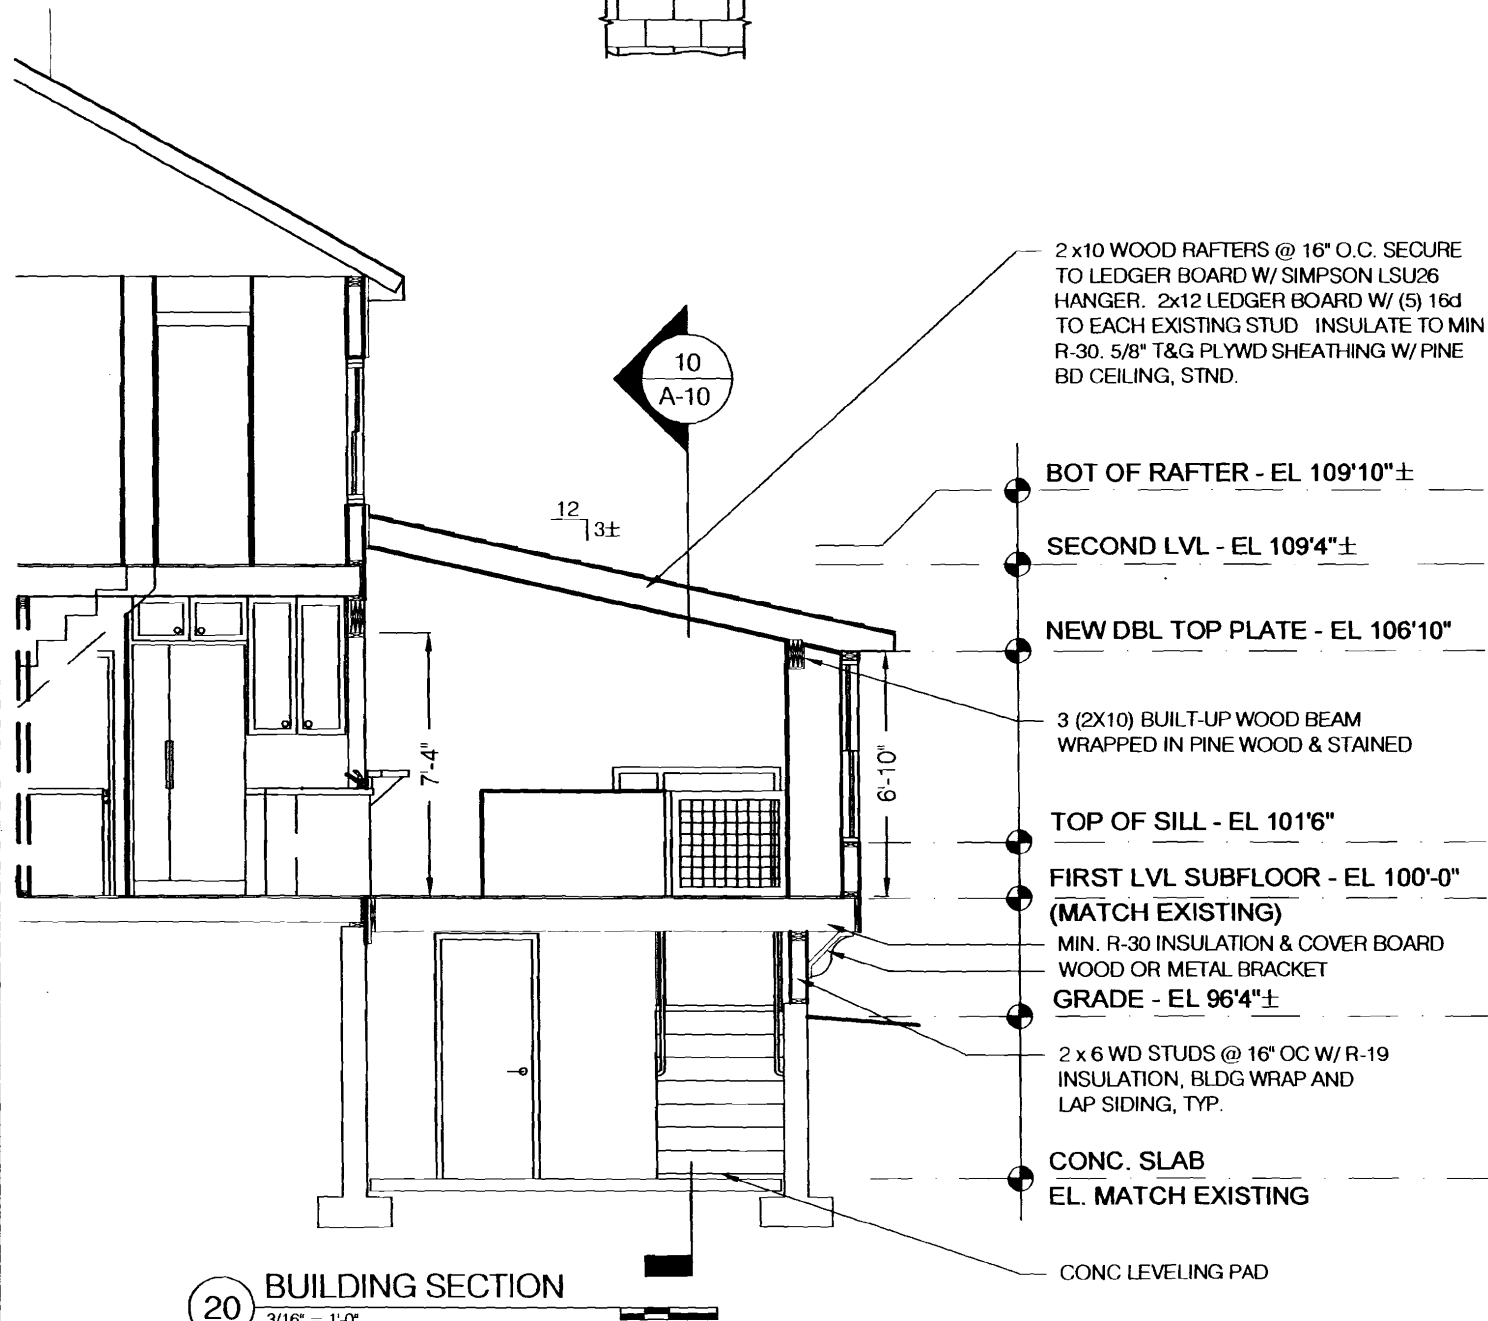 2 x10 WOOD RAFTERS @ 16" O.C. SECURE
TO LEDGER BOARD W/ SIMPSON LSU26
HANGER. 2x12 LEDGER BOARD W/ (5) 16d
TO EACH EXISTING STUD INSULATE TO MIN
R-30. 5/8" T&G PLYWD SHEATHING W/ PINE
BD CEILING, STND.
10
A-10
BOT OF RAFTER - EL 109'10"±
12
3±
SECOND LVL - EL 109'4"±
NEW DBL TOP PLATE - EL 106'10"
3 (2X10) BUILT-UP WOOD BEAM
WRAPPED IN PINE WOOD & STAINED
7'-4"
6'-10"
TOP OF SILL - EL 101'6"
FIRST LVL SUBFLOOR - EL 100'-0"
(MATCH EXISTING)
MIN. R-30 INSULATION & COVER BOARD
WOOD OR METAL BRACKET
GRADE - EL 96'4"±
2 x 6 WD STUDS @ 16" OC W/ R-19
INSULATION, BLDG WRAP AND
LAP SIDING, TYP.
CONC. SLAB
EL. MATCH EXISTING
CONC LEVELING PAD
20
BUILDING SECTION
3/16" = 1'-0"